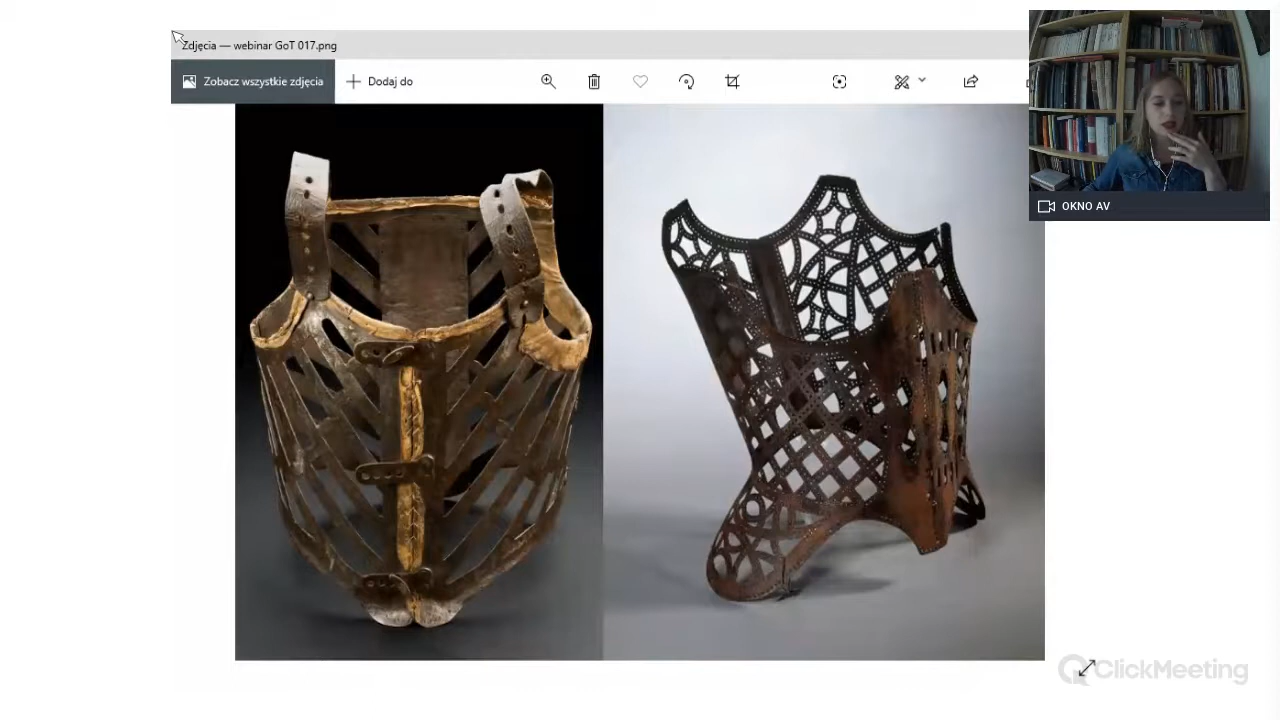 Zdjęcia — webinar GoT 017.png
Zobacz wszystkie zdjęcia
Dodaj do
OKNO AV
ClickMeeting